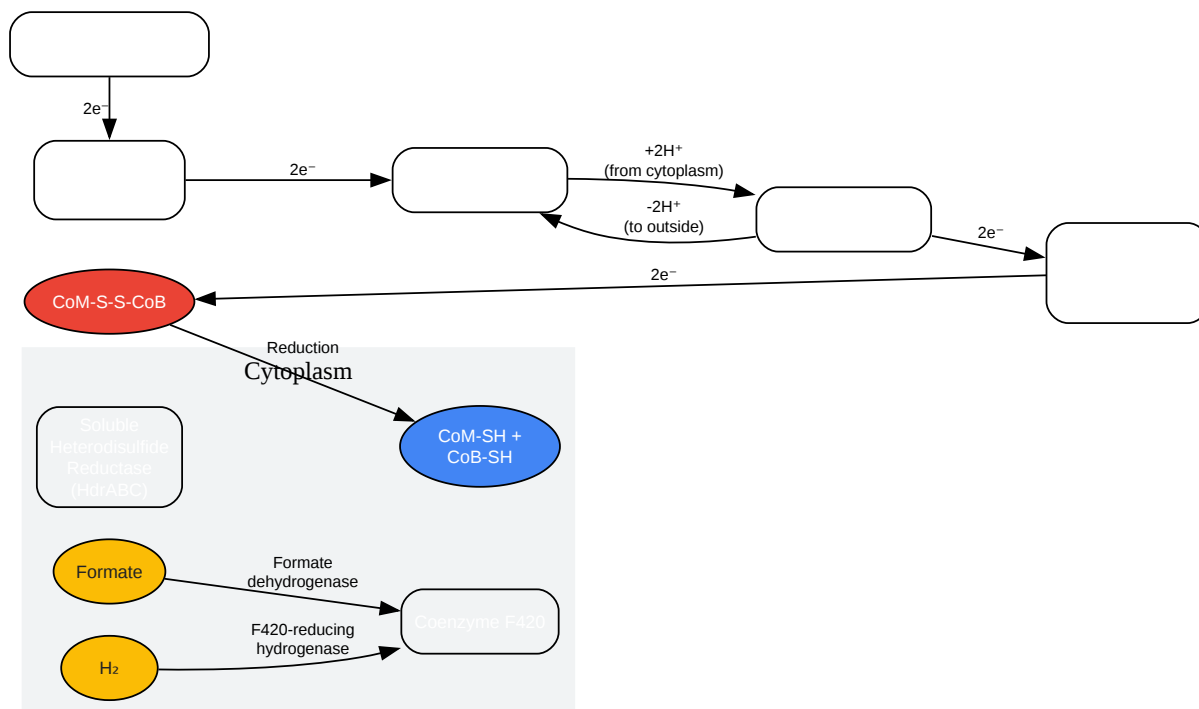 2e⁻
2e⁻
+2H⁺
(from cytoplasm)
-2H⁺
(to outside)
2e⁻
2e⁻
CoM-S-S-CoB
Reduction
Cytoplasm
Soluble
Heterodisulfide
Reductase
(HdrABC)
CoM-SH +
CoB-SH
Formate
Formate
dehydrogenase
Coenzyme F420
F420-reducing
hydrogenase
H₂